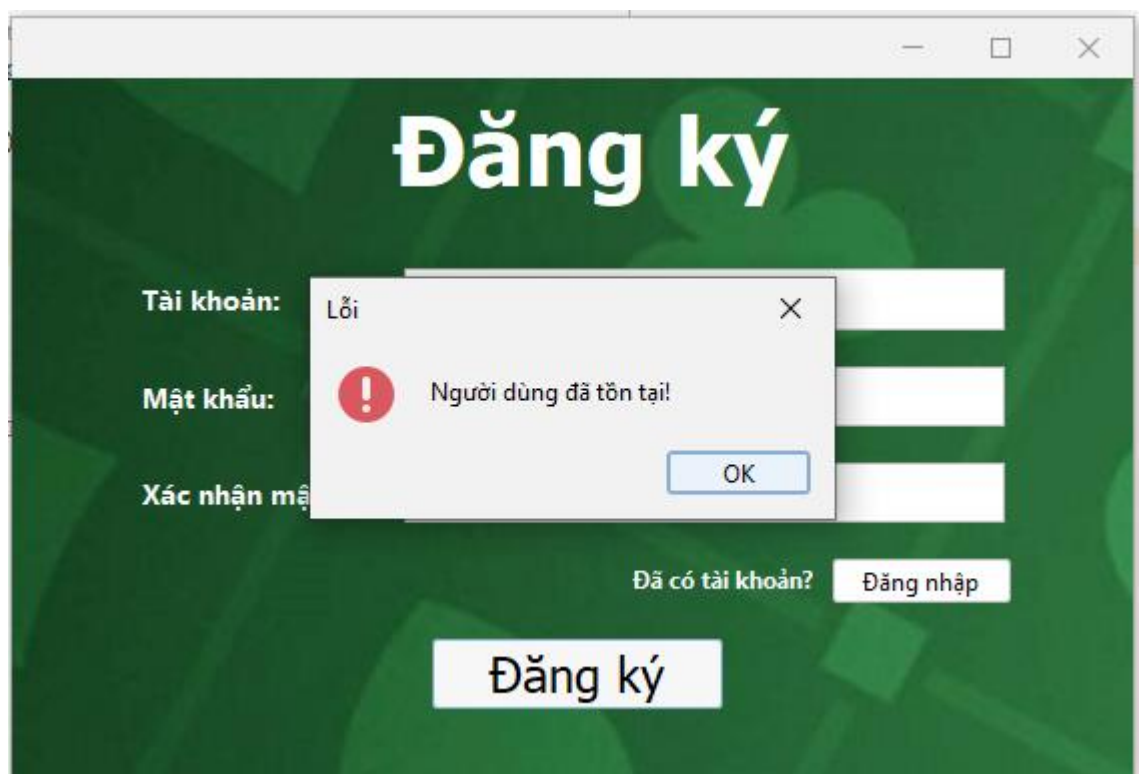 Đăng ký
Tài khoản:
Lỗi
Mật khẩu:
Người dùng đã tồn tại!
OK
Xác nhận
Đã có tài khoản?
Đăng nhập
Đăng ký